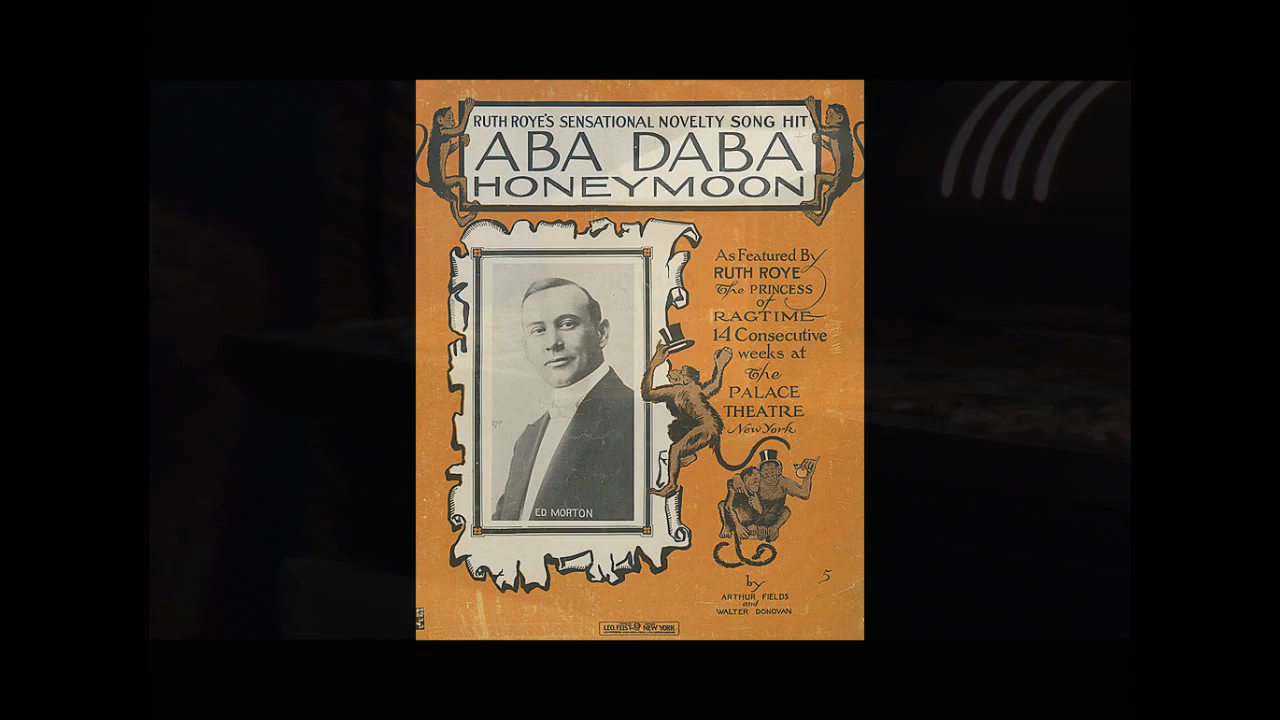 RUTH ROYE'S SENSATIONAL NOVELTY SONG HIT
ABA DABA
HONEYMOON
As Featured By
RUTH ROYE
The PRINCESS
of
RAGTIME
14 Consecutive
weeks at
The
PALACE
THEATRE
New York
ED. MORTON
by
ARTHUR FIELDS
and
WALTER DONOVAN
5
LEO. FEIST NEW YORK